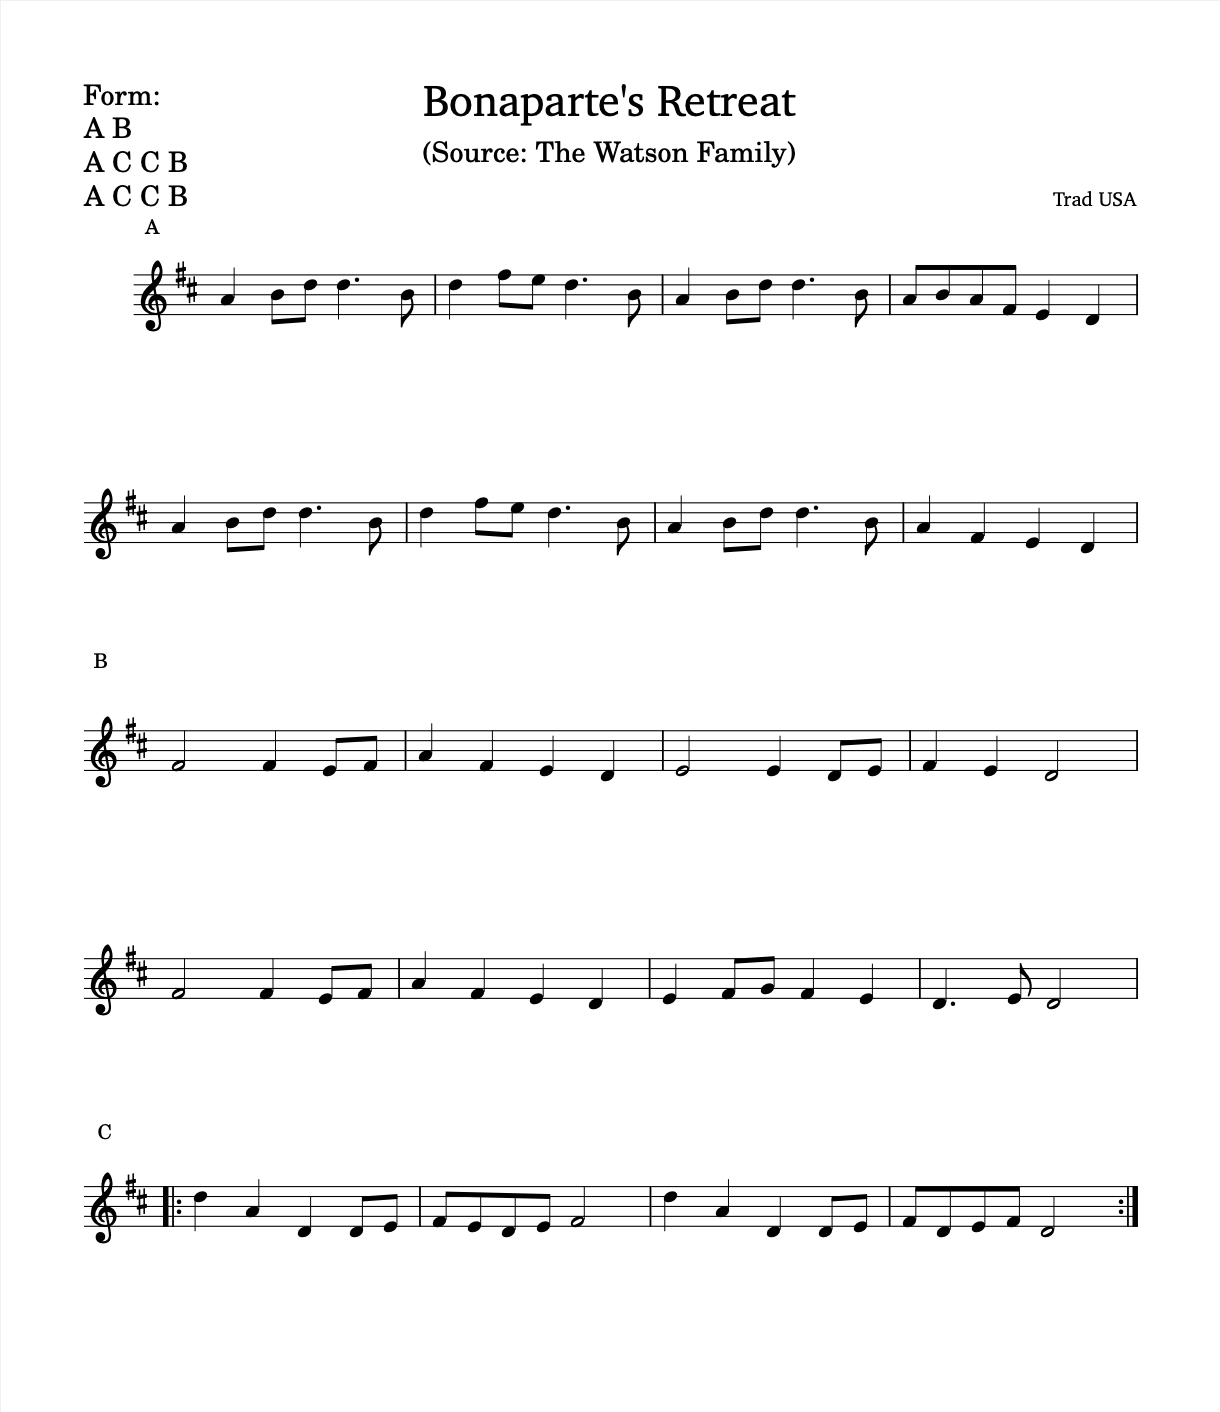 Form:
A B
A C C B
A C C B
Bonaparte's Retreat
(Source: The Watson Family)
Trad USA
A
B
C